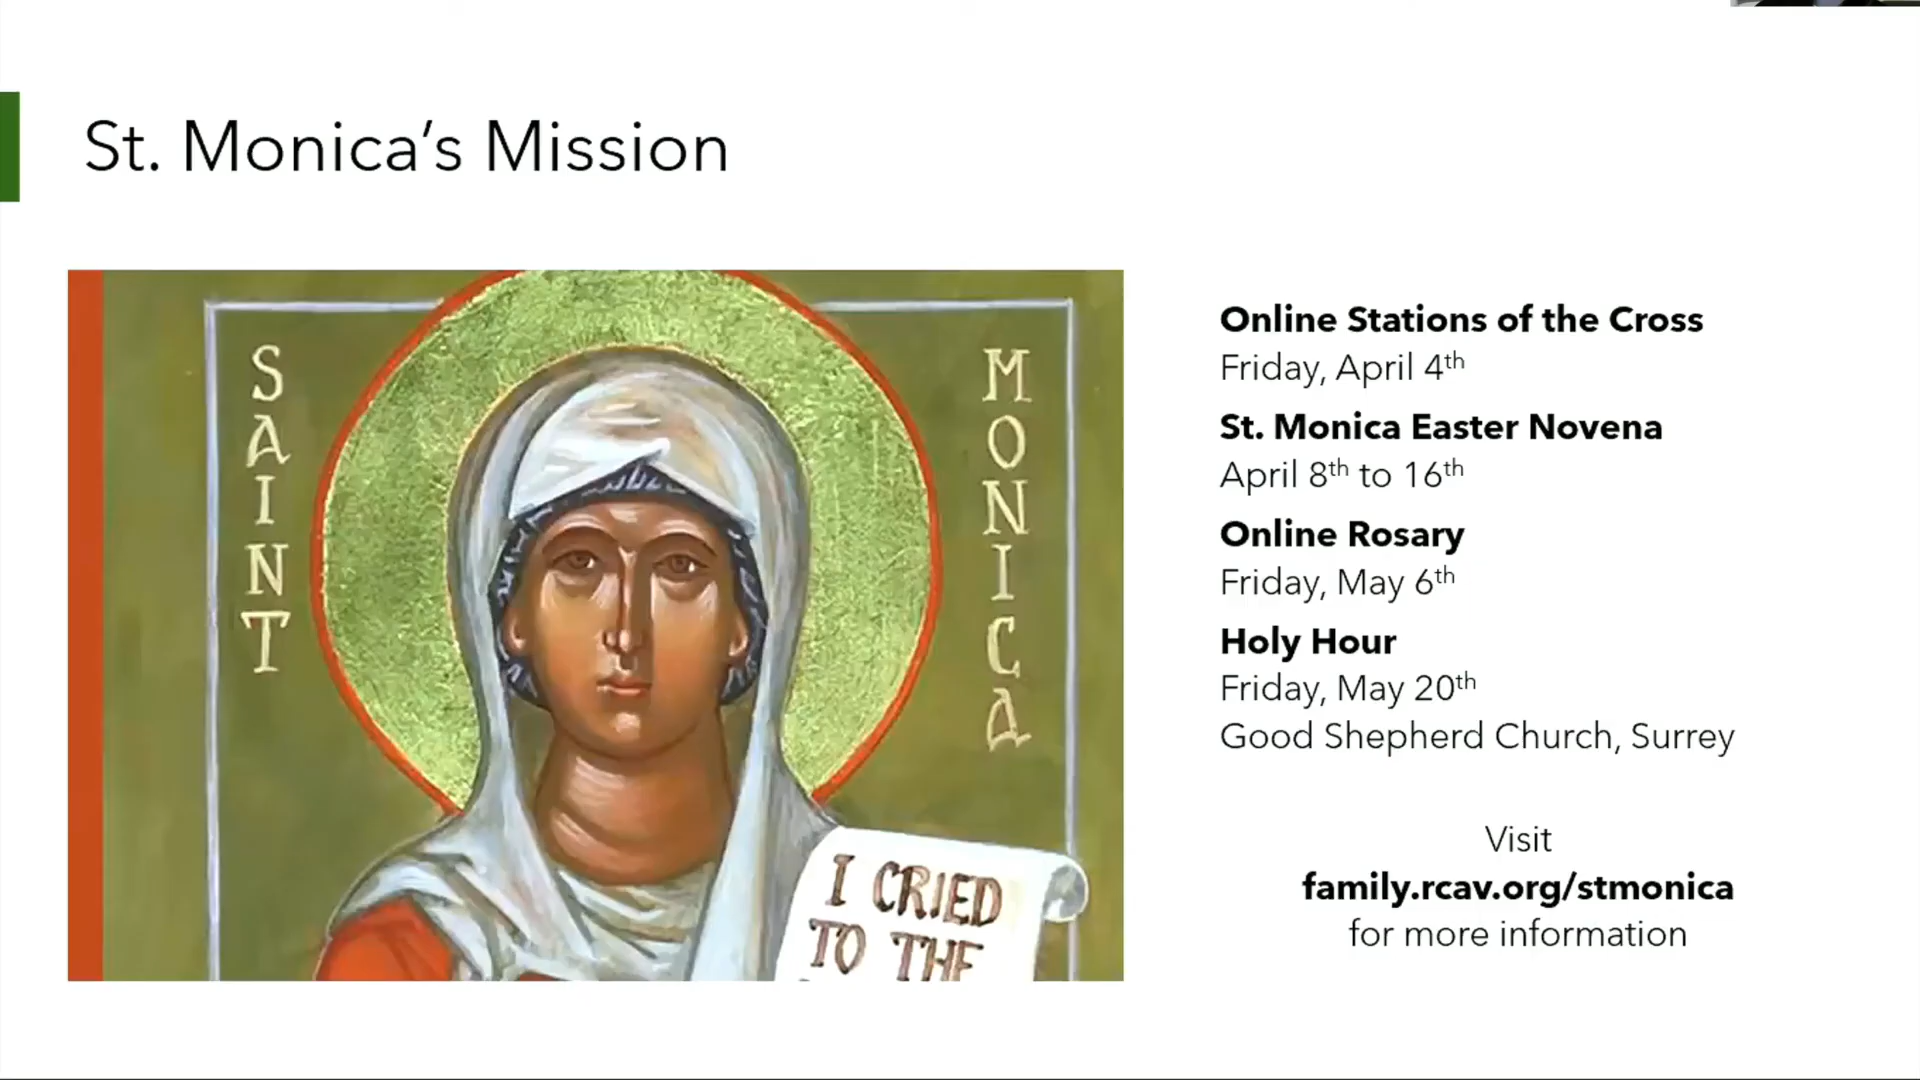 St. Monica's Mission
SAINT
MONICA
I CRIED
TO THE
Online Stations of the Cross
Friday, April 4th
St. Monica Easter Novena
April 8th to 16th
Online Rosary
Friday, May 6th
Holy Hour
Friday, May 20th
Good Shepherd Church, Surrey
Visit
family.rcav.org/stmonica
for more information